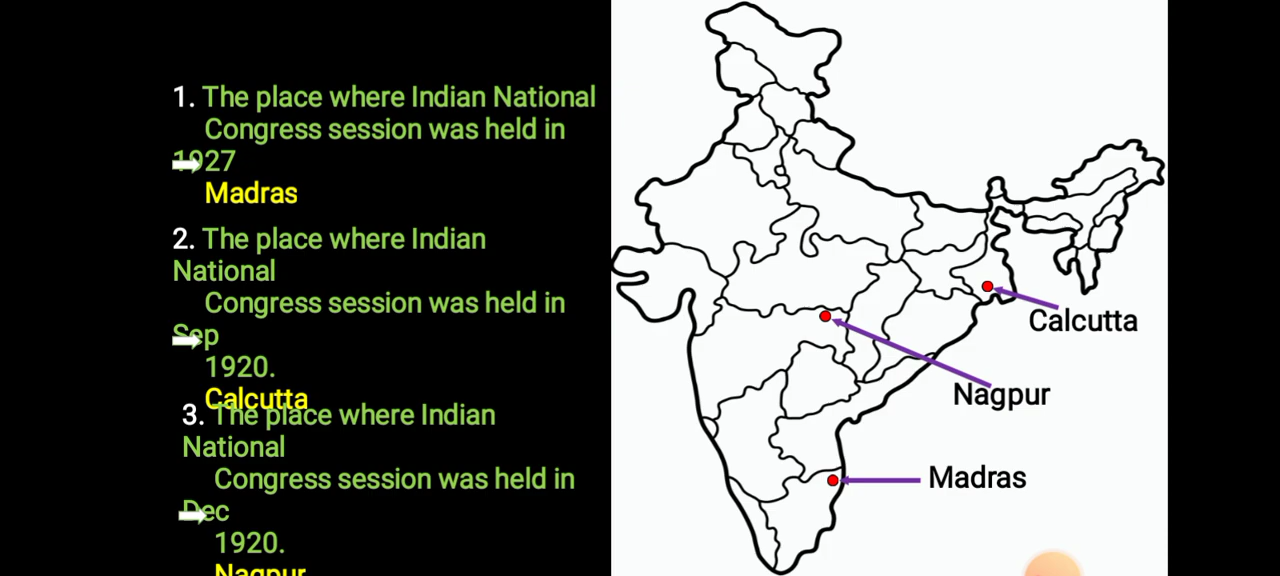 1. The place where Indian National
Congress session was held in
1927
Madras
2. The place where Indian
National
Congress session was held in
Sep
1920.
Calcutta
3. The place where Indian
National
Congress session was held in
Dec
1920.
Nagpur
Calcutta
Nagpur
Madras